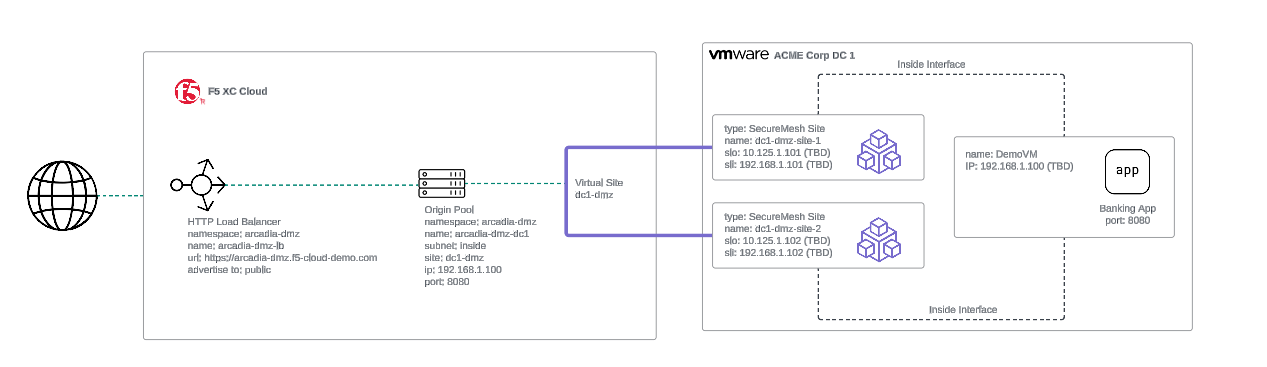 f5
F5 XC Cloud
HTTP Load Balancer
namespace: arcadia-dmz
name: arcadia-dmz-lb
url: https://arcadia-dmz.f5-cloud-demo.com
advertise to: public
Origin Pool
namespace: arcadia-dmz
name: arcadia-dmz-dc1
subnet: inside
site: dc1-dmz
ip: 192.168.1.100
port: 8080
Virtual Site
dc1-dmz
vmware ACME Corp DC 1
Inside Interface
type: SecureMesh Site
name: dc1-dmz-site-1
slo: 10.125.1.101 (TBD)
sli: 192.168.1.101 (TBD)
type: SecureMesh Site
name: dc1-dmz-site-2
slo: 10.125.1.102 (TBD)
sli: 192.168.1.102 (TBD)
name: DemoVM
IP: 192.168.1.100 (TBD)
app
Banking App
port: 8080
Inside Interface